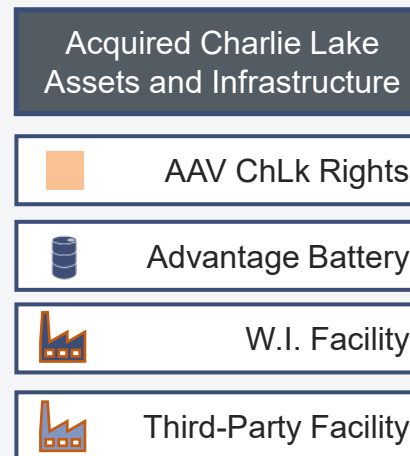 Acquired Charlie Lake
Assets and Infrastructure
AAV ChLk Rights
Advantage Battery
W.I. Facility
Third-Party Facility